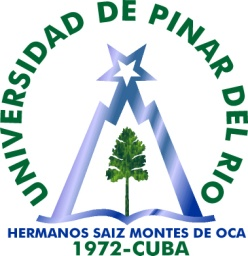 UNIVERSIDAD DE PINAR DEL RIO
HERMANOS SAIZ MONTES DE OCA
1972-CUBA